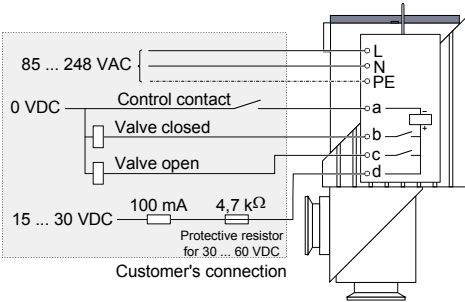 85 ... 248 VAC
L
N
PE
0 VDC
Control contact
a
Valve closed
b
Valve open
c
d
− +
15 ... 30 VDC
100 mA
4,7 kΩ
Protective resistor
for 30 ... 60 VDC
Customer's connection